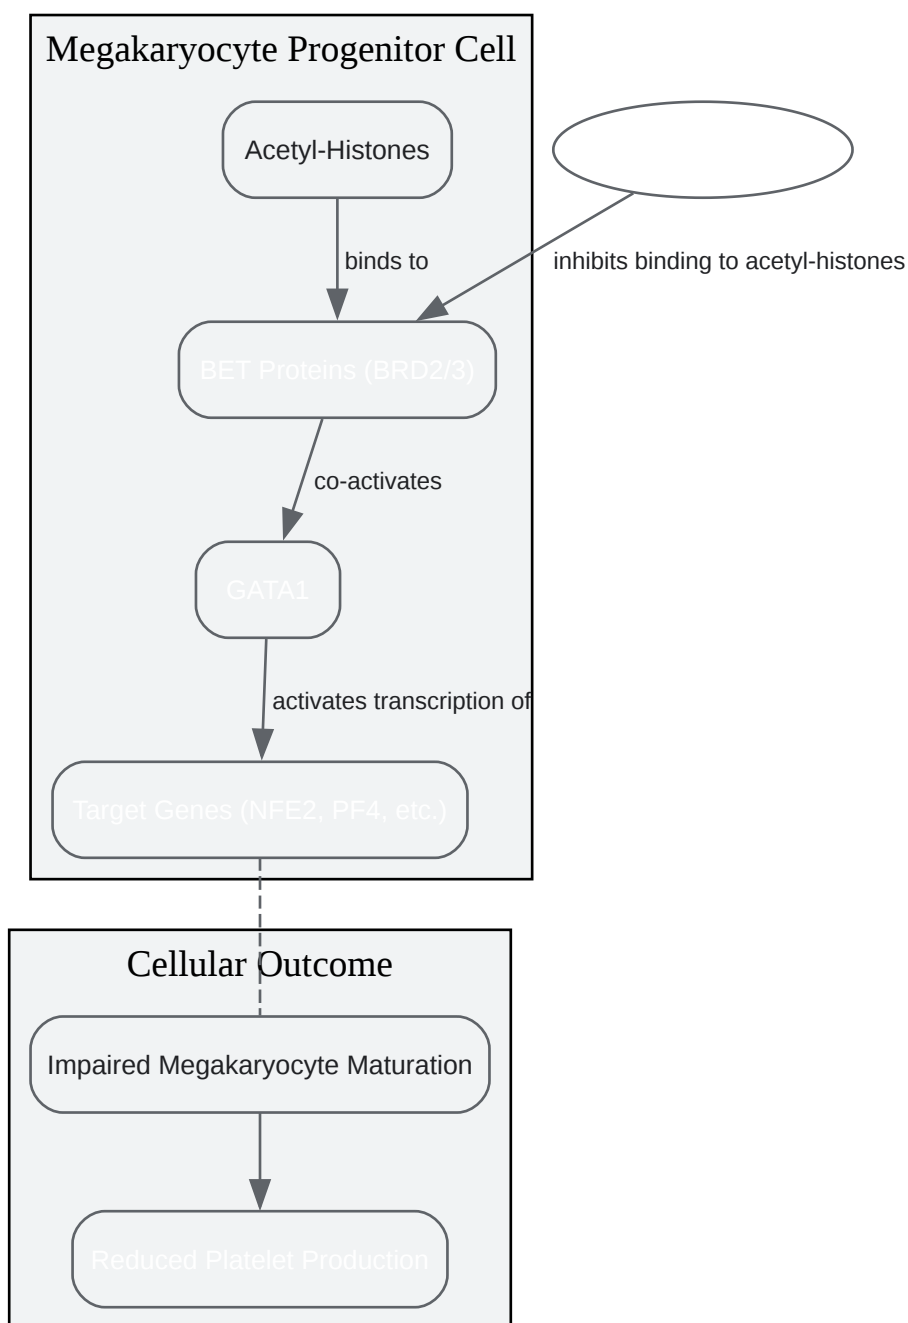 Megakaryocyte Progenitor Cell
Acetyl-Histones
binds to
inhibits binding to acetyl-histones
BET Proteins (BRD2/3)
co-activates
GATA1
activates transcription of
Target Genes (NFE2, PF4, etc.)
Cellular Outcome
Impaired Megakaryocyte Maturation
Reduced Platelet Production